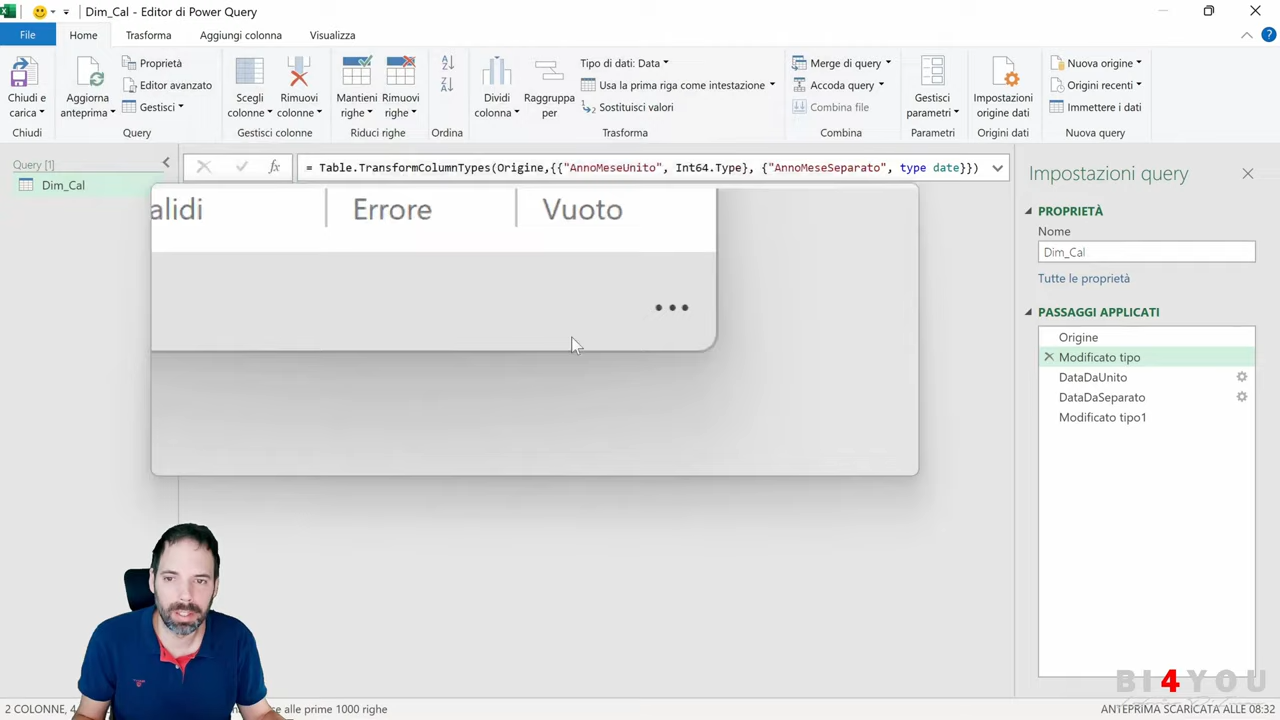 Dim_Cal - Editor di Power Query
File
Home
Trasforma
Aggiungi colonna
Visualizza
Chiudi e
carica
Chiudi
Aggiorna
anteprima
Proprietà
Editor avanzato
Gestisci
Query
Scegli
colonne
Rimuovi
colonne
Gestisci colonne
Mantieni
righe
Rimuovi
righe
Riduci righe
Ordina
Dividi
colonna
Raggruppa
per
Tipo di dati: Data
Usa la prima riga come intestazione
Sostituisci valori
Trasforma
Merge di query
Accoda query
Combina file
Combina
Gestisci
parametri
Parametri
Impostazioni
origine dati
Origini dati
Nuova origine
Origini recenti
Immettere i dati
Nuova query
Query [1]
Dim_Cal
= Table.TransformColumnTypes(Origine,{{"AnnoMeseUnito", Int64.Type}, {"AnnoMeseSeparato", type date}})
alidi
Errore
Vuoto
Impostazioni query
PROPRIETÀ
Nome
Dim_Cal
Tutte le proprietà
PASSAGGI APPLICATI
Origine
Modificato tipo
DataDaUnito
DataDaSeparato
Modificato tipo1
BI4YOU
2 COLONNE, 4
alle prime 1000 righe
ANTEPRIMA SCARICATA ALLE 08:32